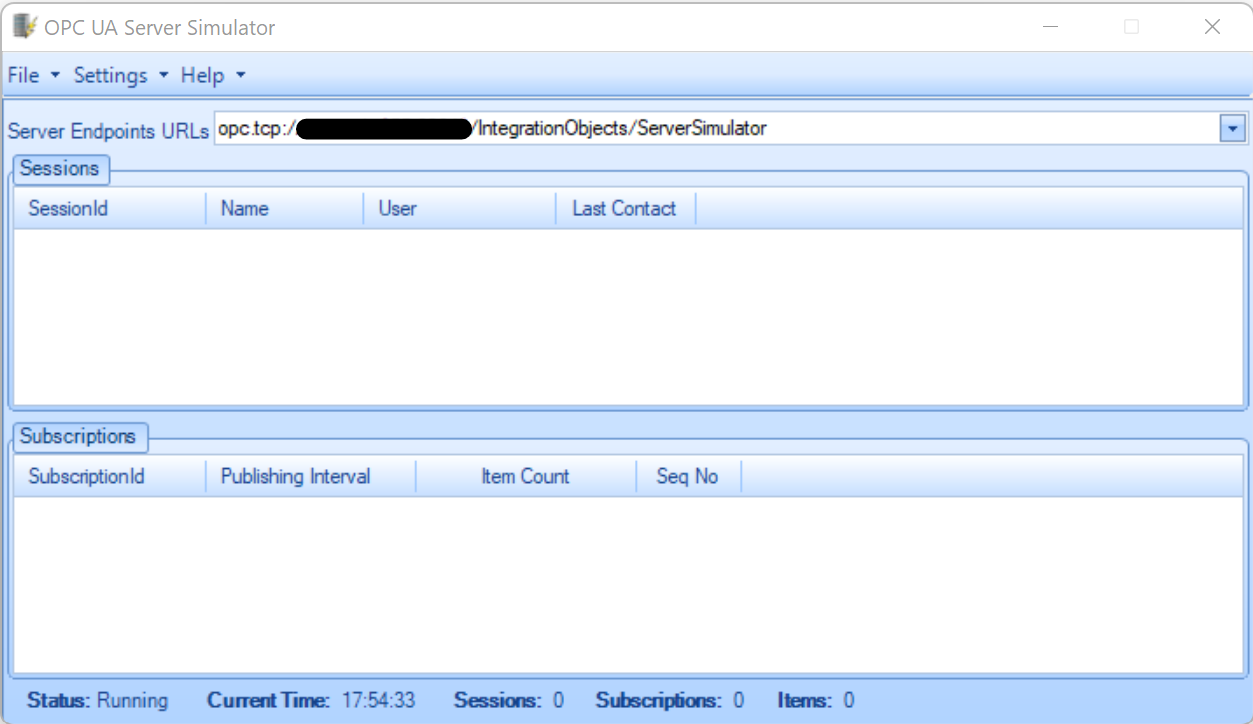 OPC UA Server Simulator
File Settings Help
Server Endpoints URLs opc.tcp:/ /IntegrationObjects/ServerSimulator
Sessions
SessionId Name User Last Contact
Subscriptions
SubscriptionId Publishing Interval Item Count Seq No
Status: Running Current Time: 17:54:33 Sessions: 0 Subscriptions: 0 Items: 0